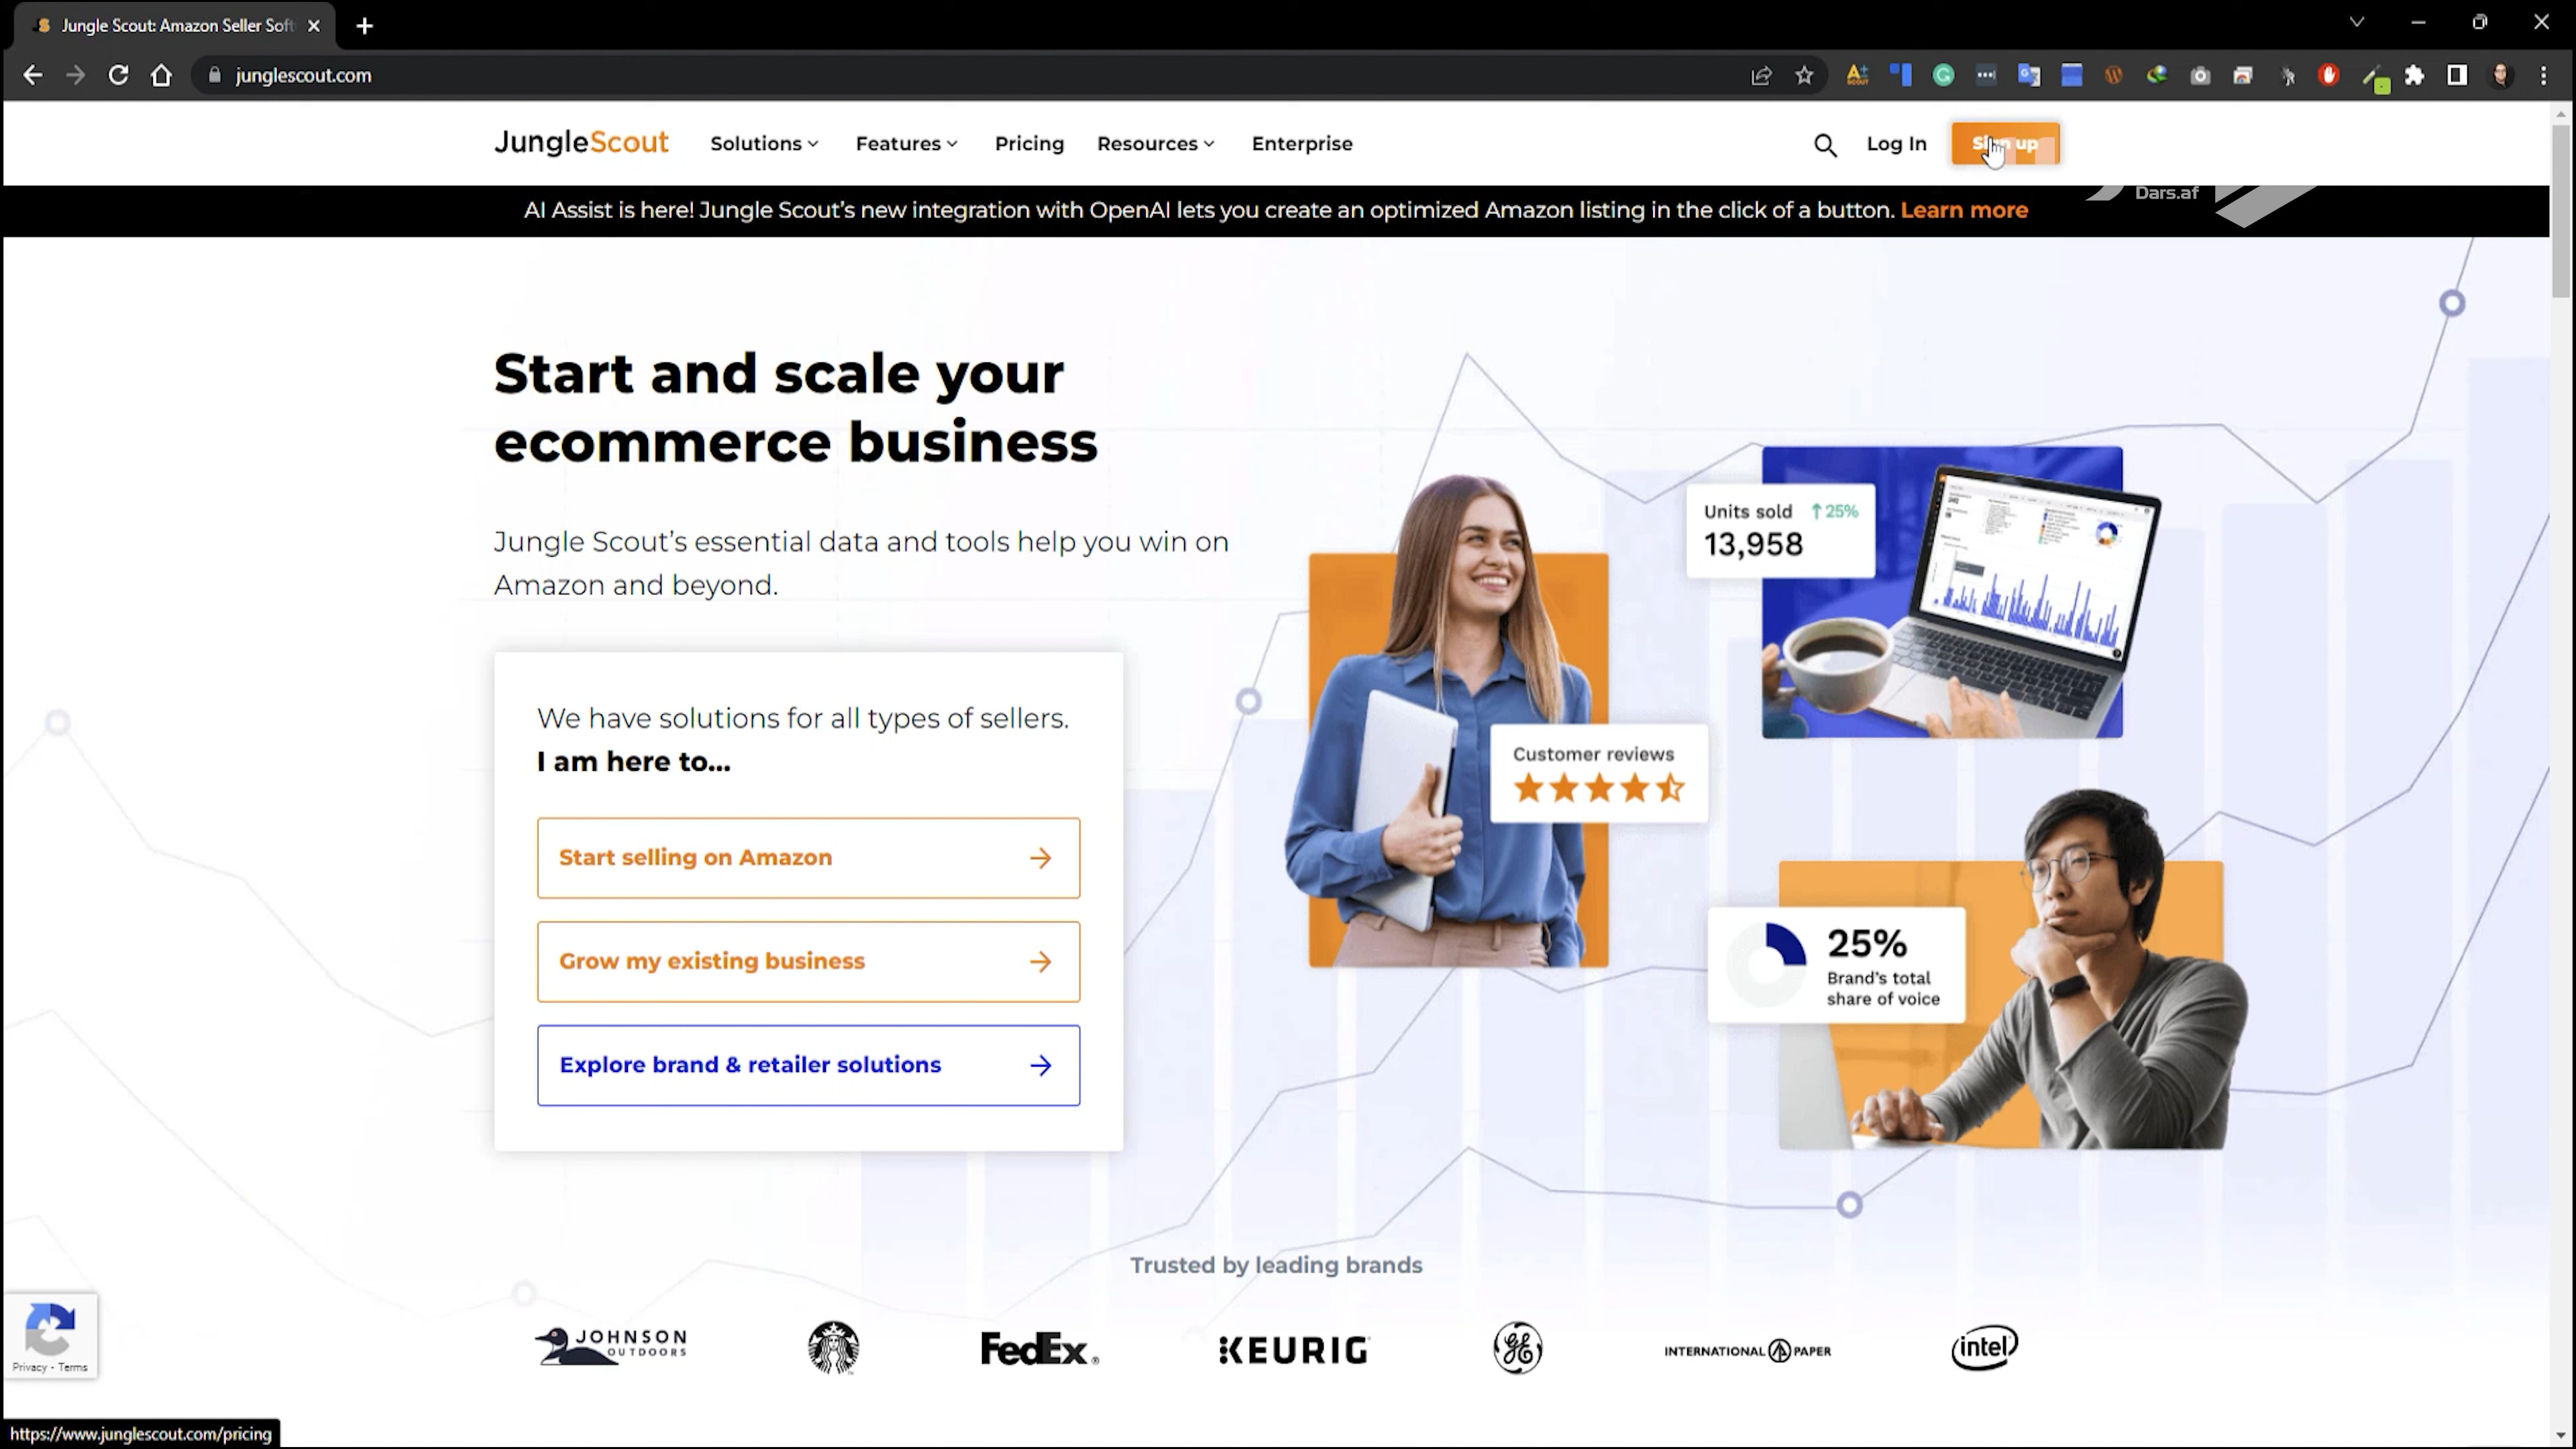 Jungle Scout: Amazon Seller Soft
junglescout.com
JungleScout
Solutions
Features
Pricing
Resources
Enterprise
Log In
Sign up
Dars.af
AI Assist is here! Jungle Scout's new integration with OpenAI lets you create an optimized Amazon listing in the click of a button. Learn more
Start and scale your
ecommerce business
Jungle Scout's essential data and tools help you win on
Amazon and beyond.
We have solutions for all types of sellers.
I am here to...
Start selling on Amazon
Grow my existing business
Explore brand & retailer solutions
Units sold 25%
13,958
Customer reviews
25%
Brand's total
share of voice
Trusted by leading brands
JOHNSON
OUTDOORS
FedEx®
KEURIG
GE
INTERNATIONAL PAPER
intel
Privacy - Terms
https://www.junglescout.com/pricing